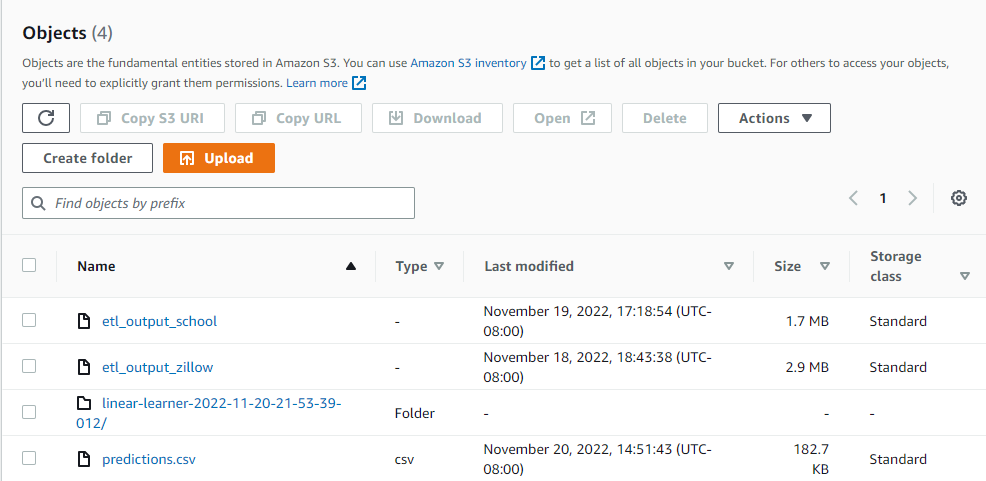 Objects (4)
Objects are the fundamental entities stored in Amazon S3. You can use Amazon S3 inventory to get a list of all objects in your bucket. For others to access your objects,
you'll need to explicitly grant them permissions. Learn more
Copy S3 URI Copy URL Download Open Delete Actions
Create folder Upload
Find objects by prefix 1
Name Type Last modified Size Storage
class
etl_output_school - November 19, 2022, 17:18:54 (UTC-
08:00) 1.7 MB Standard
etl_output_zillow - November 18, 2022, 18:43:38 (UTC-
08:00) 2.9 MB Standard
linear-learner-2022-11-20-21-53-39-
012/ Folder - - -
predictions.csv csv November 20, 2022, 14:51:43 (UTC-
08:00) 182.7
KB Standard